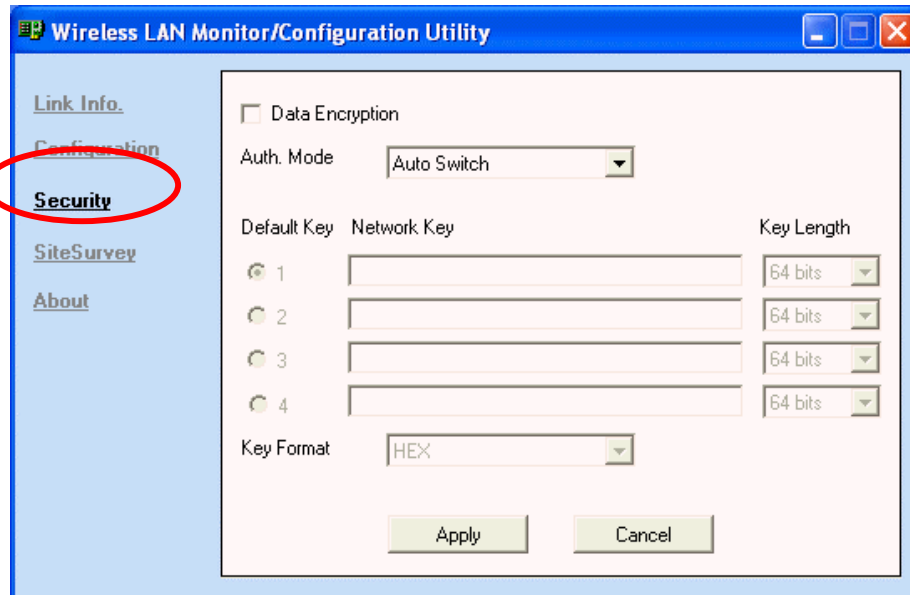 Wireless LAN Monitor/Configuration Utility
Link Info.
Configuration
Security
SiteSurvey
About
Data Encryption
Auth. Mode Auto Switch
Default Key Network Key Key Length
1 64 bits
2 64 bits
3 64 bits
4 64 bits
Key Format HEX
Apply Cancel